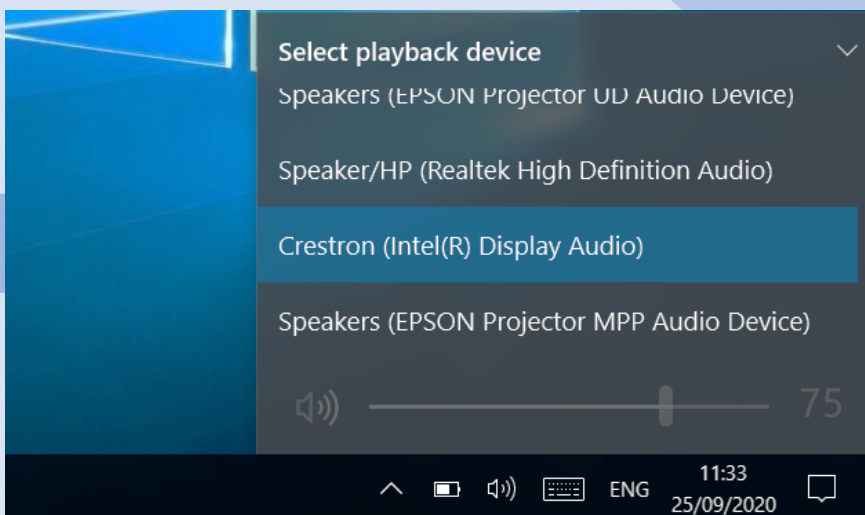 Select playback device
Speakers (EPSON Projector UD Audio Device)
Speaker/HP (Realtek High Definition Audio)
Crestron (Intel(R) Display Audio)
Speakers (EPSON Projector MPP Audio Device)
75
ENG
11:33
25/09/2020